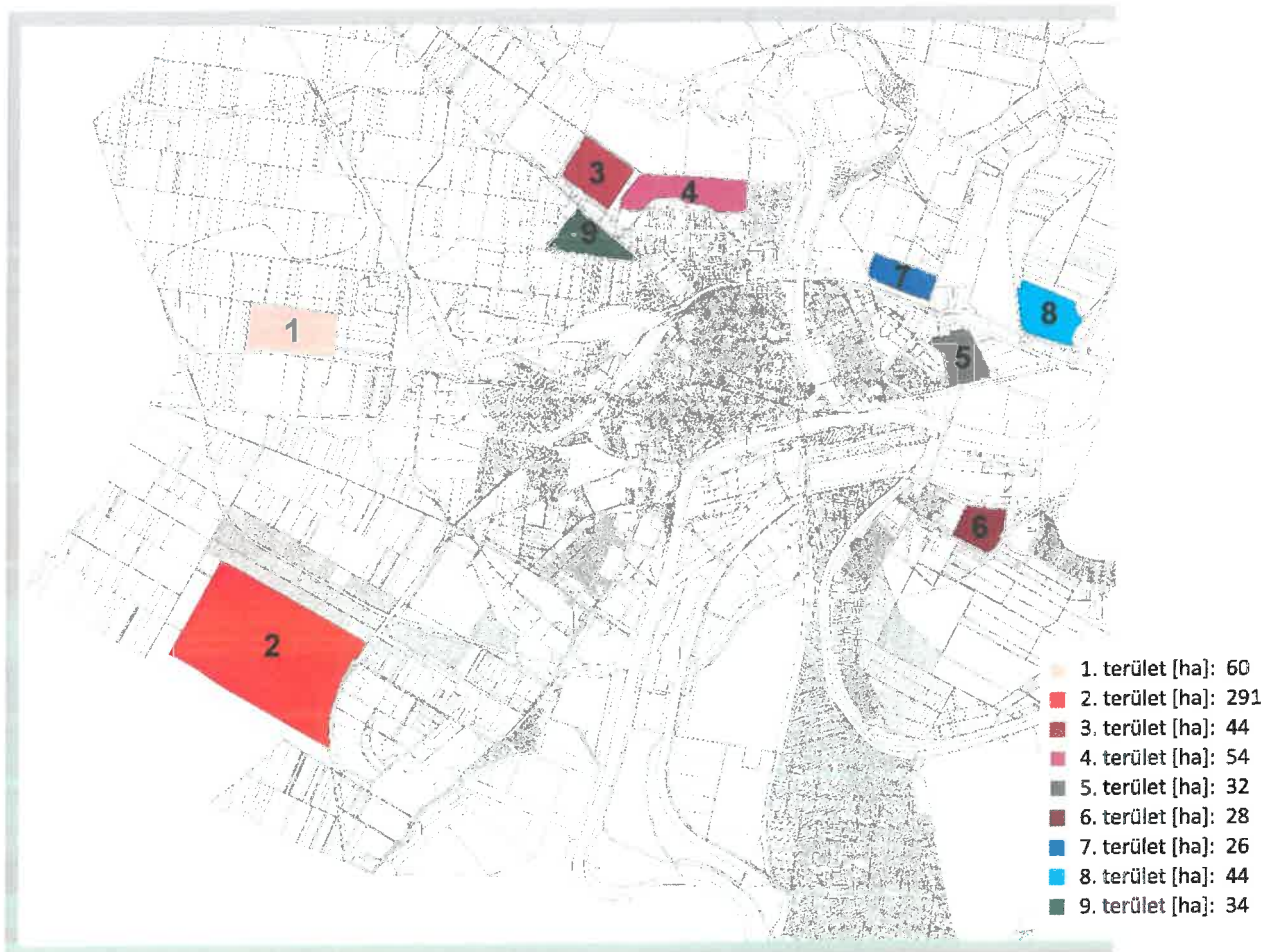 3
4
9
7
8
1
5
6
2
1. terület [ha]: 60
2. terület [ha]: 291
3. terület [ha]: 44
4. terület [ha]: 54
5. terület [ha]: 32
6. terület [ha]: 28
7. terület [ha]: 26
8. terület [ha]: 44
9. terület [ha]: 34